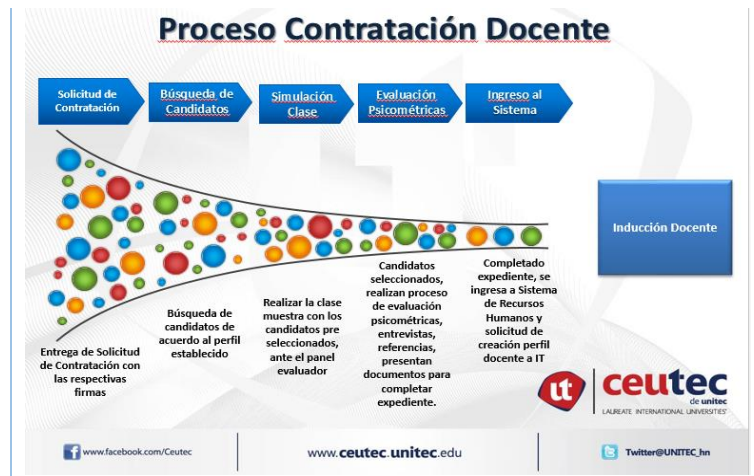 Proceso Contratación Docente
Solicitud de
Contratación
Búsqueda de
Candidatos
Simulación
Clase
Evaluación
Psicométricas
Ingreso al
Sistema
Inducción Docente
Entrega de Solicitud
de Contratación con
las respectivas
firmas
Búsqueda de
candidatos de
acuerdo al perfil
establecido
Realizar la clase
muestra con los
candidatos pre
seleccionados,
ante el panel
evaluador
Candidatos
seleccionados,
realizan proceso
de evaluación
psicométricas,
entrevistas,
referencias,
presentan
documentos para
completar
expediente.
Completado
expediente, se
ingresa a Sistema
de Recursos
Humanos y
solicitud de
creación perfil
docente a IT
ut
ceutec
de unitec
LAUREATE INTERNATIONAL UNIVERSITIES®
f www.facebook.com/Ceutec
www.ceutec.unitec.edu
Twitter@UNITEC_hn